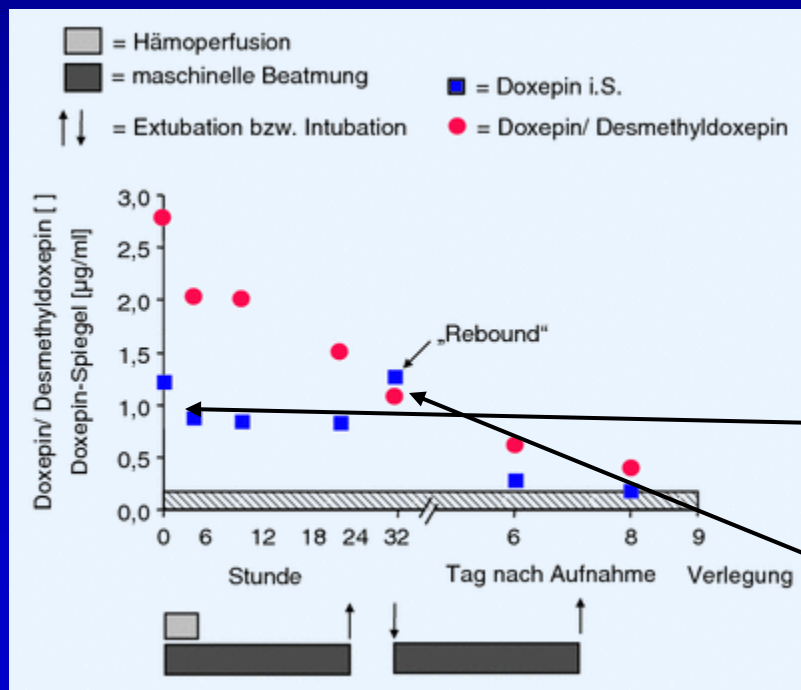 = Hämoperfusion
= maschinelle Beatmung
= Extubation bzw. Intubation
= Doxepin i.S.
= Doxepin/ Desmethyldoxepin
Doxepin/ Desmethyldoxepin [ ]
Doxepin-Spiegel [µg/ml]
3,0
2,5
2,0
1,5
1,0
0,5
0,0
„Rebound“
0 6 12 18 24 32 6 8 9
Stunde Tag nach Aufnahme Verlegung